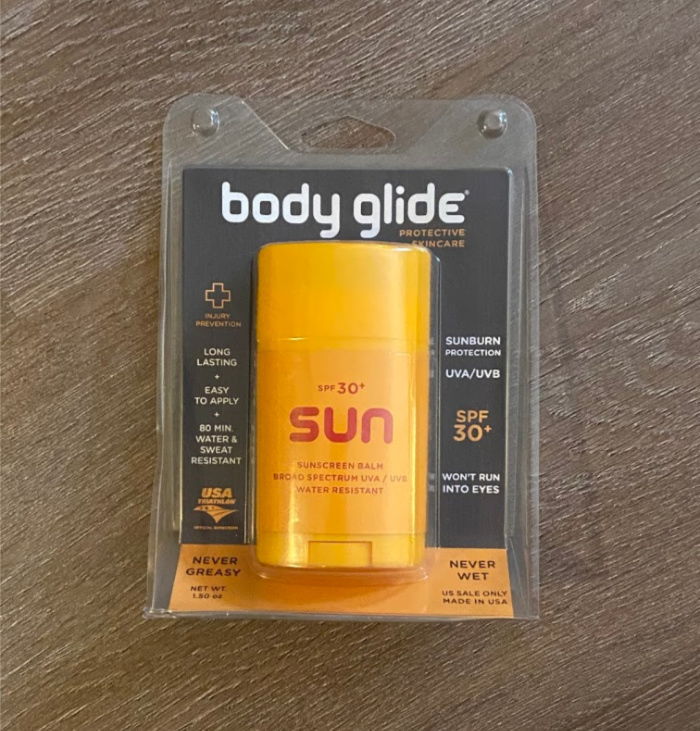 body glide®
PROTECTIVE
SKINCARE
INJURY
PREVENTION
LONG
LASTING
+
EASY
TO APPLY
+
80 MIN.
WATER &
SWEAT
RESISTANT
USA
TRIATHLON
SPF 30+
SUN
SUNSCREEN BALM
BROAD SPECTRUM UVA / UVB
WATER RESISTANT
SUNBURN
PROTECTION
UVA/UVB
SPF
30+
WON'T RUN
INTO EYES
NEVER
GREASY
NET WT.
1.50 oz
NEVER
WET
US SALE ONLY
MADE IN USA